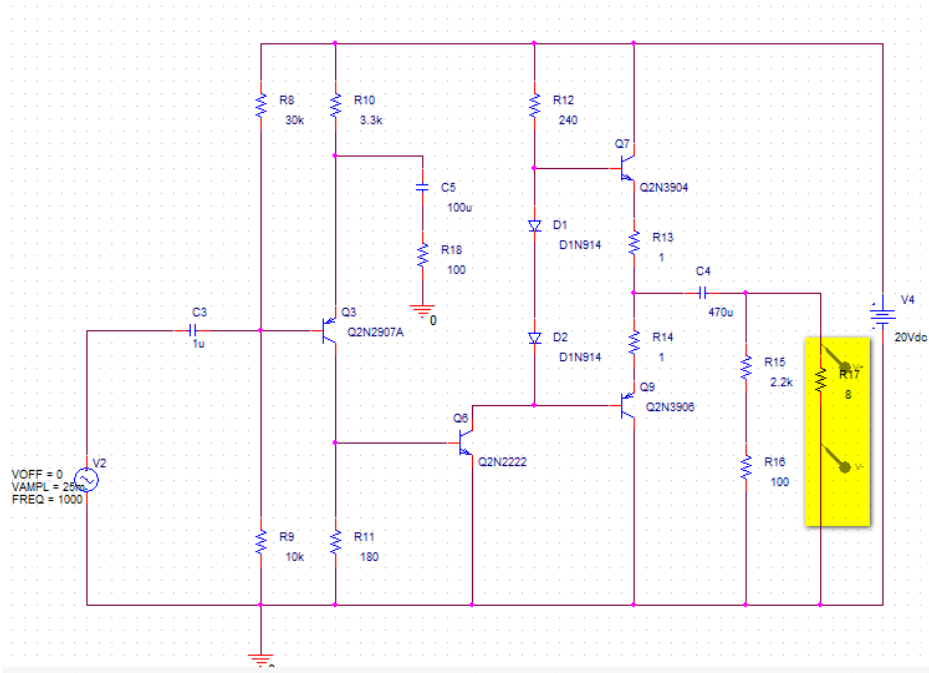 R8
30k
R10
3.3k
R12
240
Q7
Q2N3904
C5
100u
D1
D1N914
R13
1
R18
100
C4
470u
V4
20Vdc
0
C3
1u
Q3
Q2N2907A
D2
D1N914
R14
1
R15
2.2k
V+
R17
8
Q9
Q2N3906
Q6
Q2N2222
V2
VOFF = 0
VAMPL = 25m
FREQ = 1000
R16
100
V-
R9
10k
R11
180